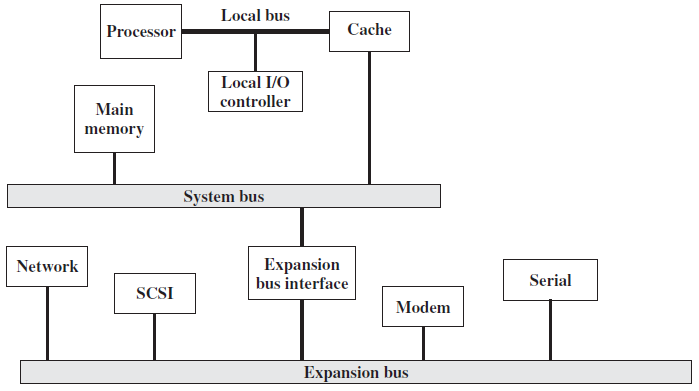 Local bus
Processor
Cache
Local I/O
controller
Main
memory
System bus
Network
SCSI
Expansion
bus interface
Modem
Serial
Expansion bus